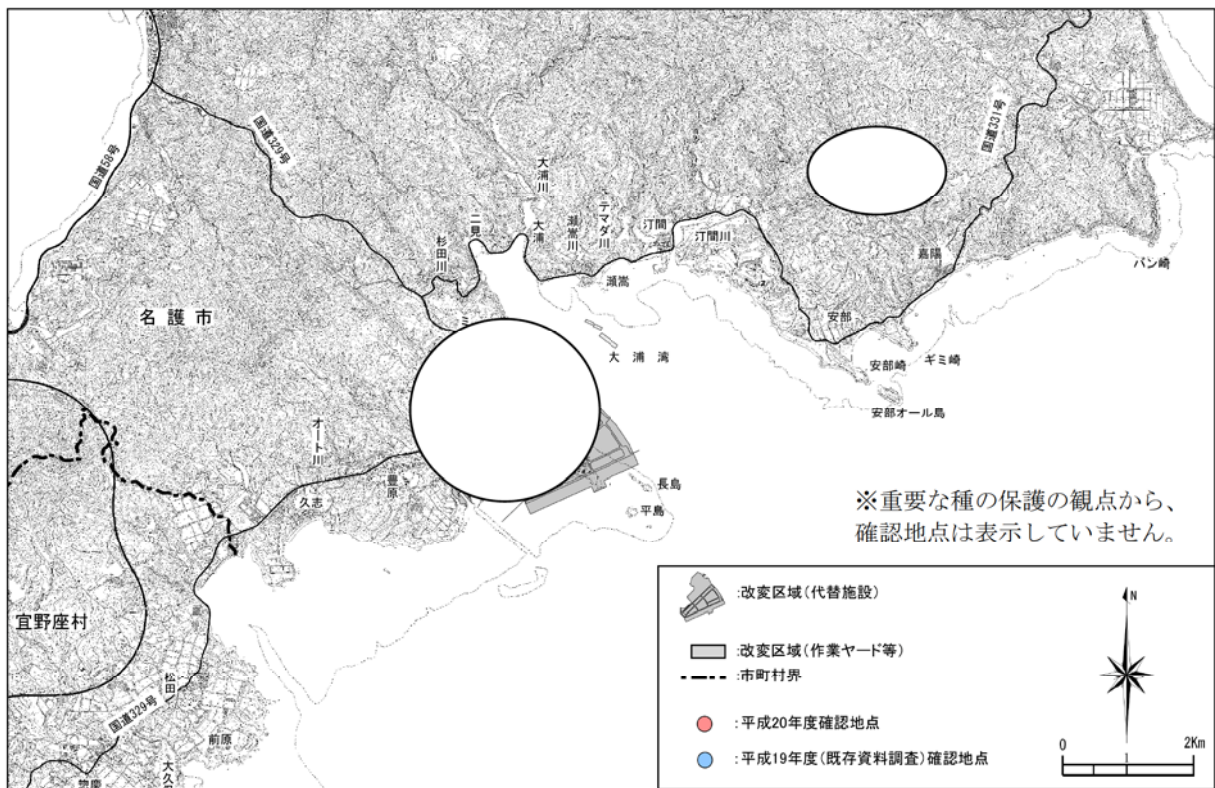 国道58号
国道329号
国道331号
大浦川
二見
大浦
瀬嵩川
テマダ川
汀間
汀間川
杉田川
瀬嵩
嘉陽
バン崎
名護市
ミ
大浦湾
安部
安部崎
ギミ崎
安部オール島
オート川
久志
豊原
長島
平島
※重要な種の保護の観点から、
確認地点は表示していません。
宜野座村
松田
国道329号
前原
惣慶
大久
:改変区域(代替施設)
:改変区域(作業ヤード等)
:市町村界
:平成20年度確認地点
:平成19年度(既存資料調査)確認地点
N
0 1 2Km